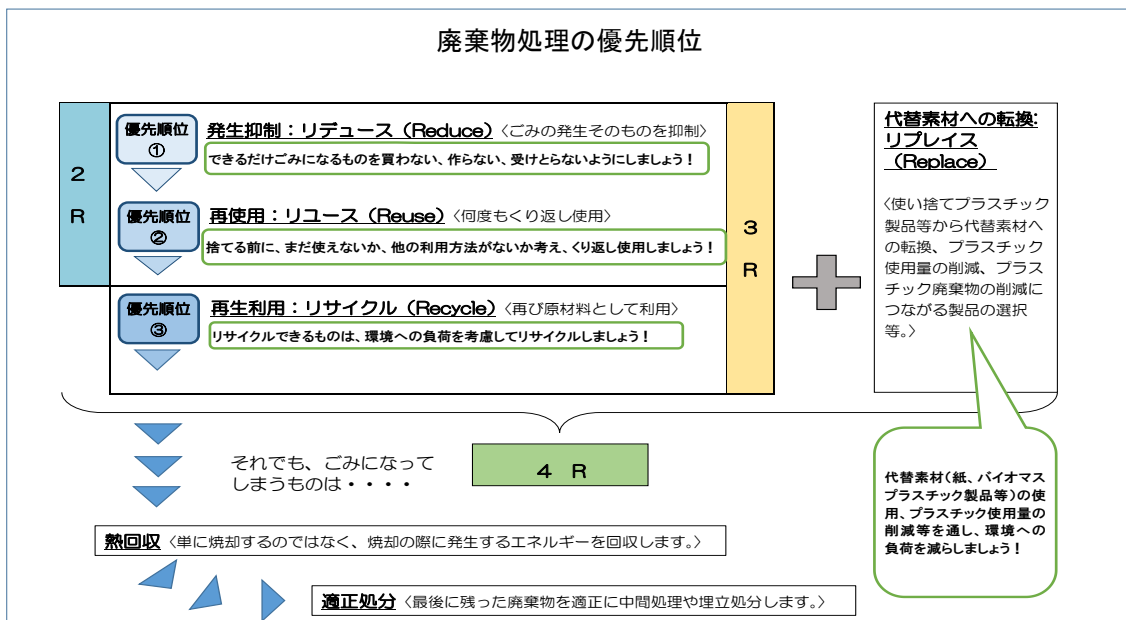 廃棄物処理の優先順位
2
R
優先順位
①
発生抑制：リデュース（Reduce）〈ごみの発生そのものを抑制〉
できるだけごみになるものを買わない、作らない、受けとらないようにしましょう！
優先順位
②
再使用：リユース（Reuse）〈何度もくり返し使用〉
捨てる前に、まだ使えないか、他の利用方法がないか考え、くり返し使用しましょう！
優先順位
③
再生利用：リサイクル（Recycle）〈再び原材料として利用〉
リサイクルできるものは、環境への負荷を考慮してリサイクルしましょう！
3
R
代替素材への転換:
リプレイス
（Replace）
〈使い捨てプラスチック
製品等から代替素材へ
の転換、プラスチック
使用量の削減、プラス
チック廃棄物の削減に
つながる製品の選択
等。〉
代替素材（紙、バイオマス
プラスチック製品等）の使
用、プラスチック使用量の
削減等を通し、環境への
負荷を減らしましょう！
それでも、ごみになって
しまうものは・・・・
4 R
熱回収〈単に焼却するのではなく、焼却の際に発生するエネルギーを回収します。〉
適正処分〈最後に残った廃棄物を適正に中間処理や埋立処分します。〉